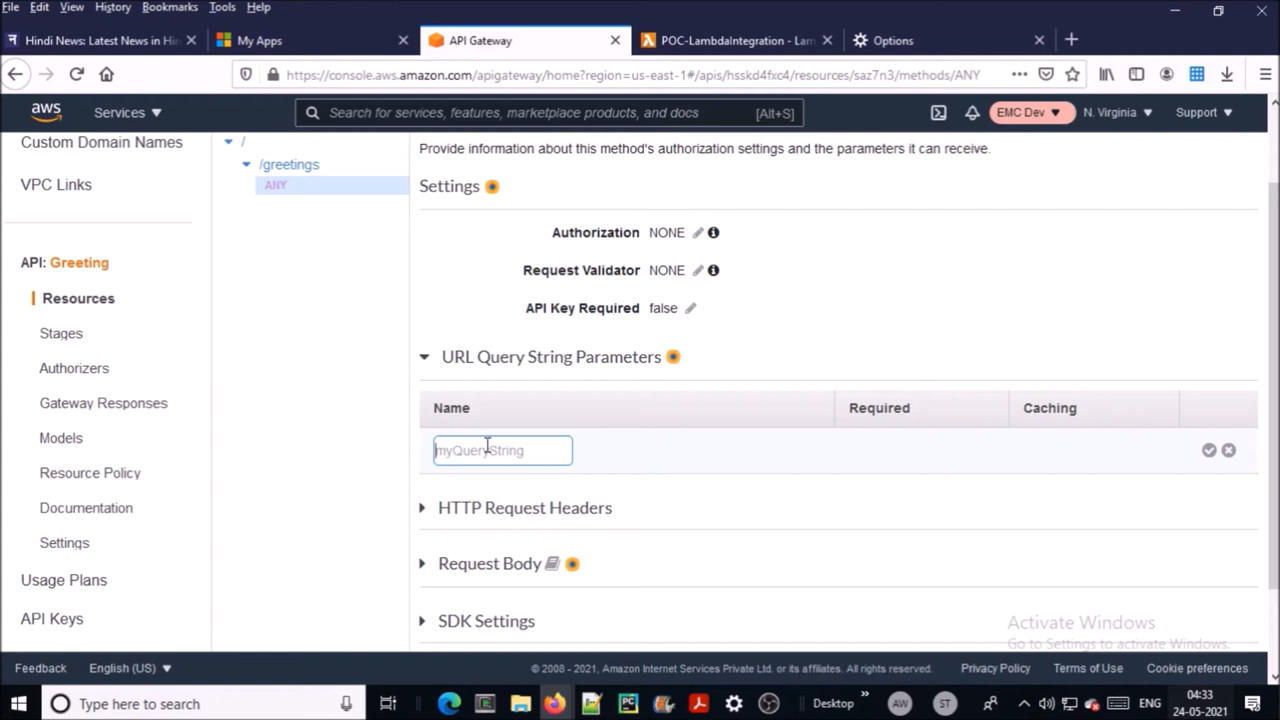 File Edit View History Bookmarks Tools Help
Hindi News: Latest News in Hin
My Apps
API Gateway
POC-LambdaIntegration - Lam
Options
https://console.aws.amazon.com/apigateway/home?region=us-east-1#/apis/hsskd4fxc4/resources/saz7n3/methods/ANY
aws
Services
Search for services, features, marketplace products, and docs
[Alt+S]
EMC Dev
N. Virginia
Support
Custom Domain Names
VPC Links
API: Greeting
Resources
Stages
Authorizers
Gateway Responses
Models
Resource Policy
Documentation
Settings
Usage Plans
API Keys
/
/greetings
ANY
Provide information about this method's authorization settings and the parameters it can receive.
Settings
Authorization NONE
Request Validator NONE
API Key Required false
URL Query String Parameters
Name Required Caching
myQueryString
HTTP Request Headers
Request Body
SDK Settings
Activate Windows
Go to Settings to activate Windows.
Feedback
English (US)
© 2008 - 2021, Amazon Internet Services Private Ltd. or its affiliates. All rights reserved.
Privacy Policy
Terms of Use
Cookie preferences
Type here to search
Desktop
AW
ST
ENG
04:33
24-05-2021